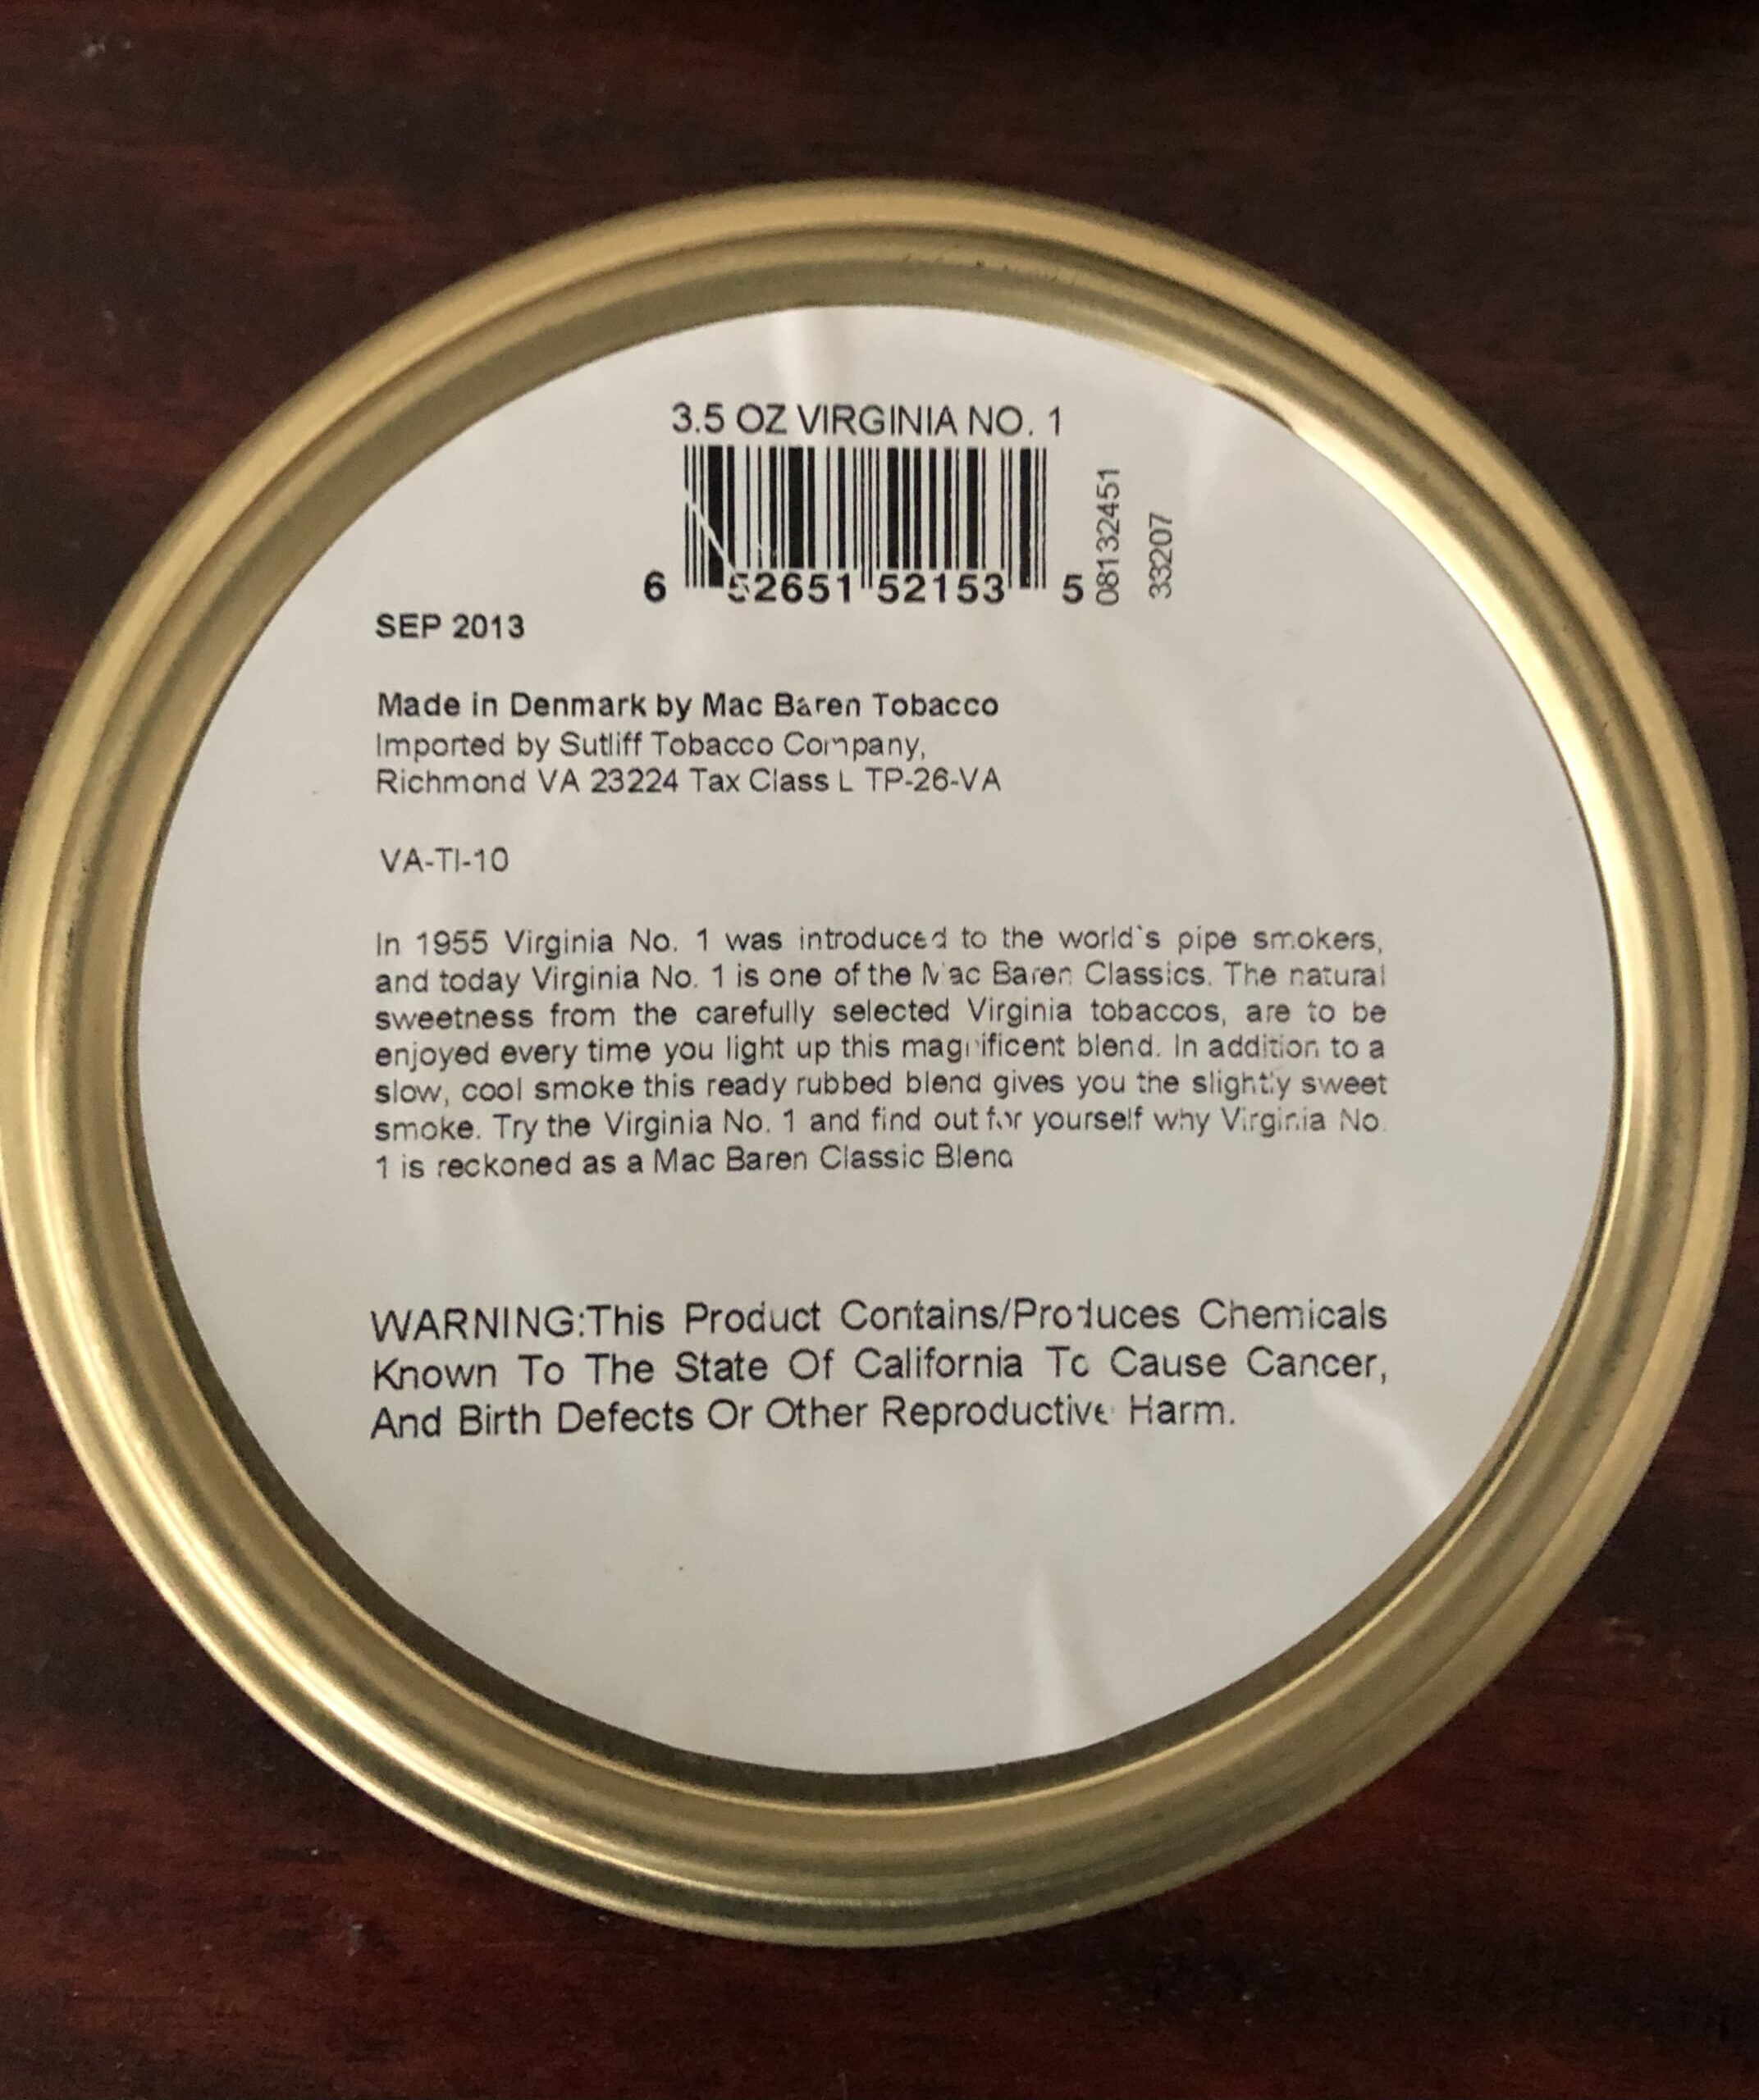 3.5 OZ VIRGINIA NO. 1
6 52651 52153 5
08132451
33207
SEP 2013
Made in Denmark by Mac Baren Tobacco
Imported by Sutliff Tobacco Company,
Richmond VA 23224 Tax Class L TP-26-VA
VA-TI-10
In 1955 Virginia No. 1 was introduced to the world`s pipe smokers,
and today Virginia No. 1 is one of the Mac Baren Classics. The natural
sweetness from the carefully selected Virginia tobaccos, are to be
enjoyed every time you light up this magnificent blend. In addition to a
slow, cool smoke this ready rubbed blend gives you the slightly sweet
smoke. Try the Virginia No. 1 and find out for yourself why Virginia No.
1 is reckoned as a Mac Baren Classic Blend
WARNING:This Product Contains/Produces Chemicals
Known To The State Of California To Cause Cancer,
And Birth Defects Or Other Reproductive Harm.